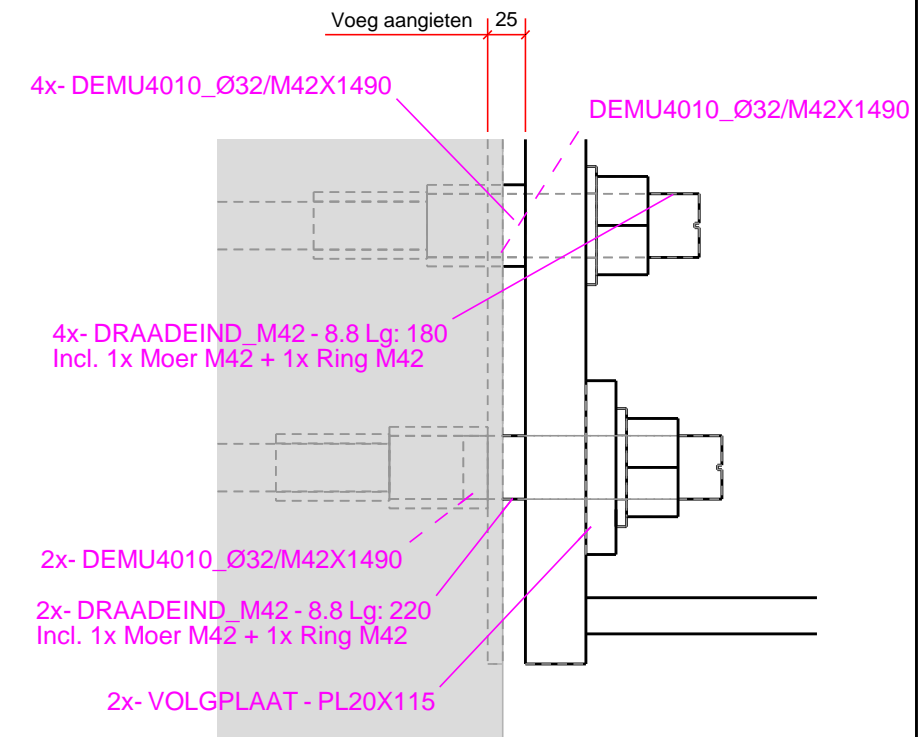 Voeg aangieten 25
4x- DEMU4010_Ø32/M42X1490
DEMU4010_Ø32/M42X1490
4x- DRAADEIND_M42 - 8.8 Lg: 180
Incl. 1x Moer M42 + 1x Ring M42
2x- DEMU4010_Ø32/M42X1490
2x- DRAADEIND_M42 - 8.8 Lg: 220
Incl. 1x Moer M42 + 1x Ring M42
2x- VOLGPLAAT - PL20X115